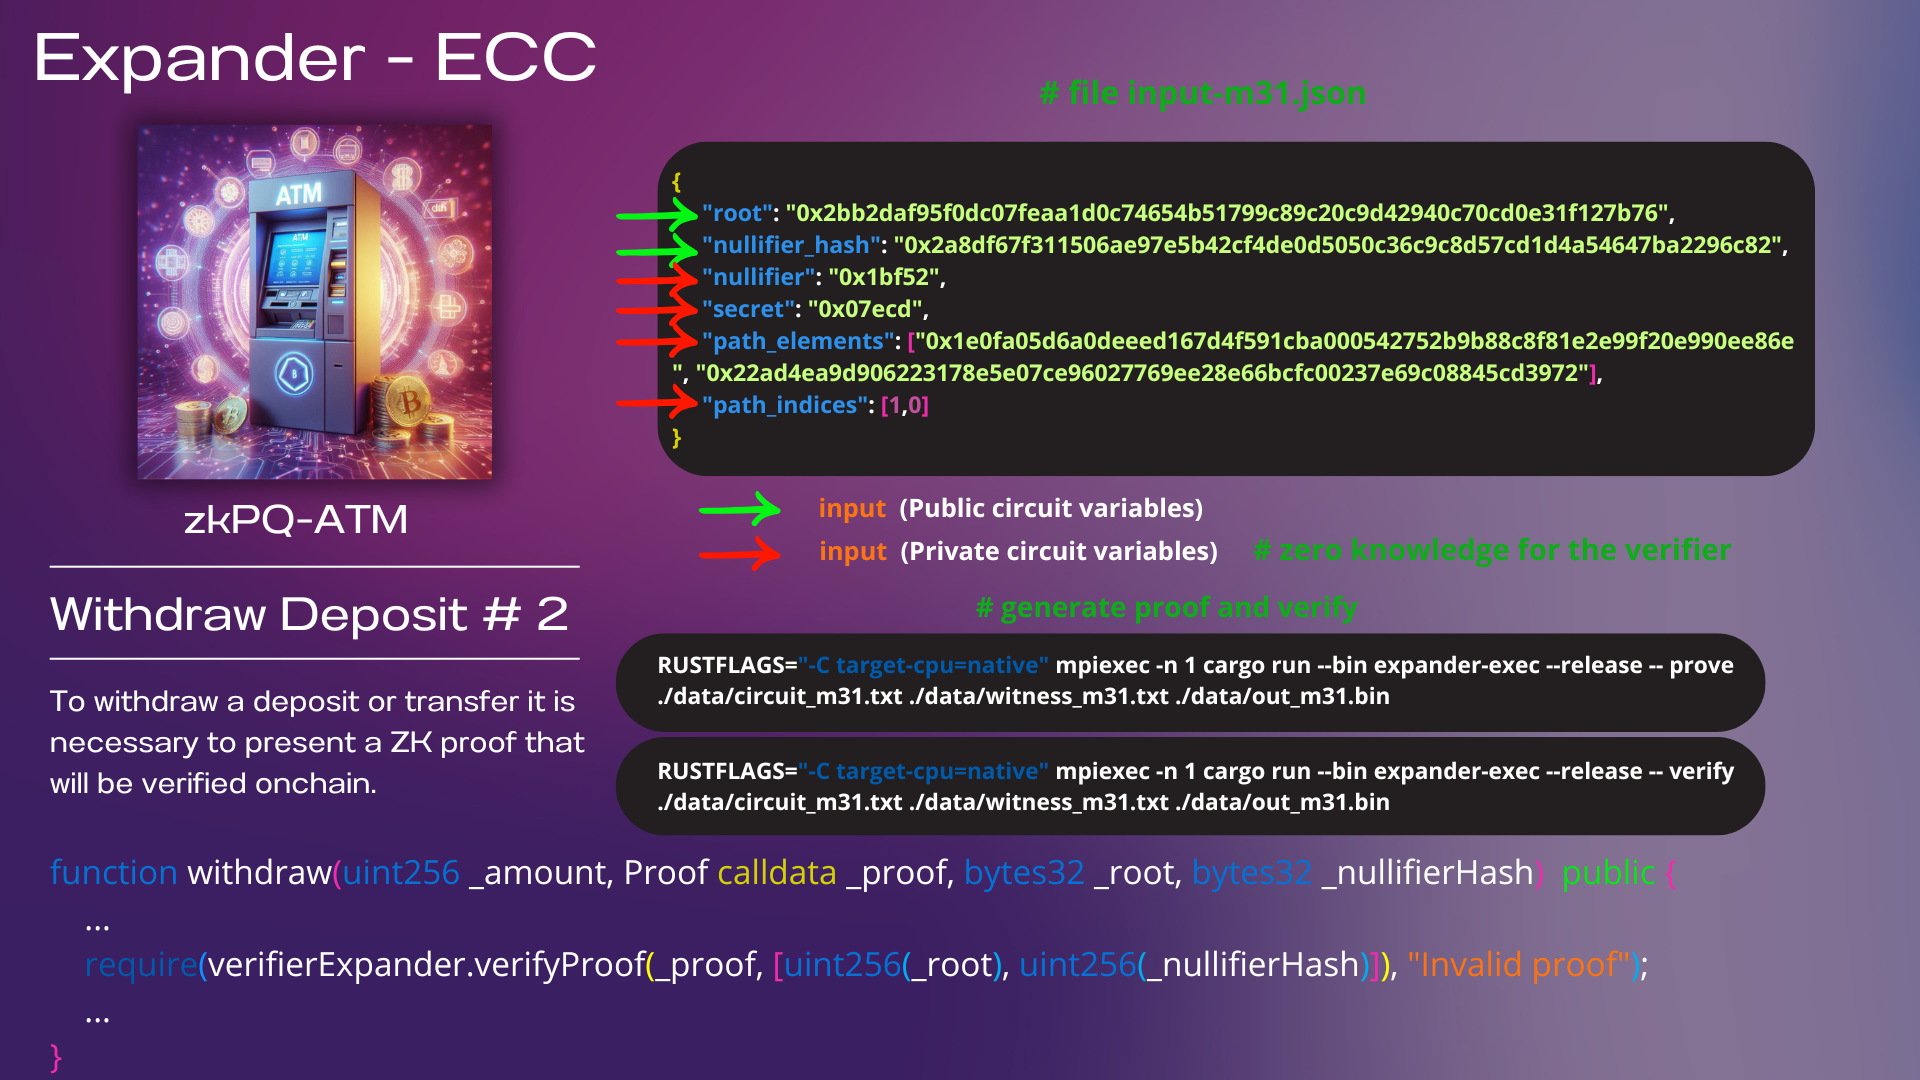 Expander - ECC
# file input-m31.json
ATM
ATM
{
"root": "0x2bb2daf95f0dc07feaa1d0c74654b51799c89c20c9d42940c70cd0e31f127b76",
"nullifier_hash": "0x2a8df67f311506ae97e5b42cf4de0d5050c36c9c8d57cd1d4a54647ba2296c82",
"nullifier": "0x1bf52",
"secret": "0x07ecd",
"path_elements": ["0x1e0fa05d6a0deeed167d4f591cba000542752b9b88c8f81e2e99f20e990ee86e
", "0x22ad4ea9d906223178e5e07ce96027769ee28e66bcfc00237e69c08845cd3972"],
"path_indices": [1,0]
}
input (Public circuit variables)
input (Private circuit variables) # zero knowledge for the verifier
zkPQ-ATM
Withdraw Deposit # 2
To withdraw a deposit or transfer it is
necessary to present a ZK proof that
will be verified onchain.
# generate proof and verify
RUSTFLAGS="-C target-cpu=native" mpiexec -n 1 cargo run --bin expander-exec --release -- prove
./data/circuit_m31.txt ./data/witness_m31.txt ./data/out_m31.bin
RUSTFLAGS="-C target-cpu=native" mpiexec -n 1 cargo run --bin expander-exec --release -- verify
./data/circuit_m31.txt ./data/witness_m31.txt ./data/out_m31.bin
function withdraw(uint256 _amount, Proof calldata _proof, bytes32 _root, bytes32 _nullifierHash) public {
...
require(verifierExpander.verifyProof(_proof, [uint256(_root), uint256(_nullifierHash)]), "Invalid proof");
...
}